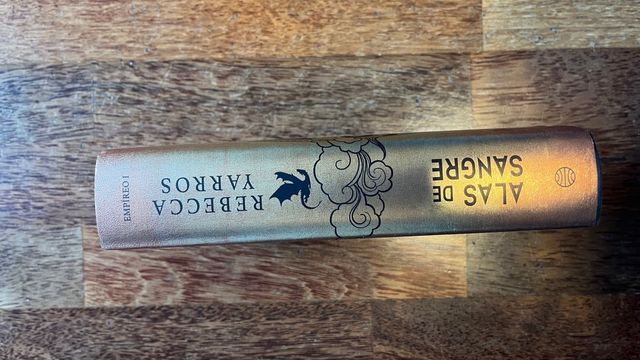 EMPÍREO I
REBECCA
YARROS
ALAS DE
SANGRE